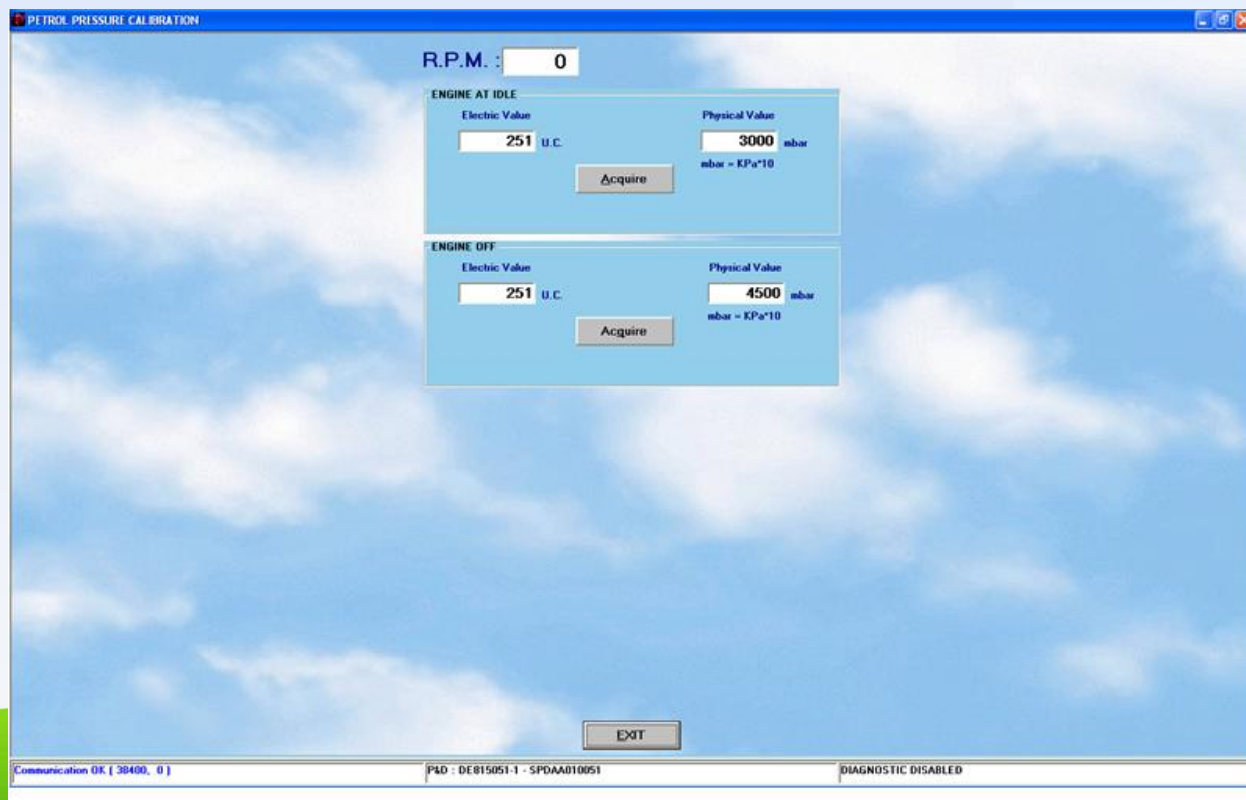 PETROL PRESSURE CALIBRATION
R.P.M. : 0
ENGINE AT IDLE
Electric Value Physical Value
251 U.C. 3000 mbar
mbar = KPa*10
Acquire
ENGINE OFF
Electric Value Physical Value
251 U.C. 4500 mbar
mbar = KPa*10
Acquire
EXIT
Communication OK ( 38400, 0 ) P&D : DE815051-1 - SPDAA010051 DIAGNOSTIC DISABLED